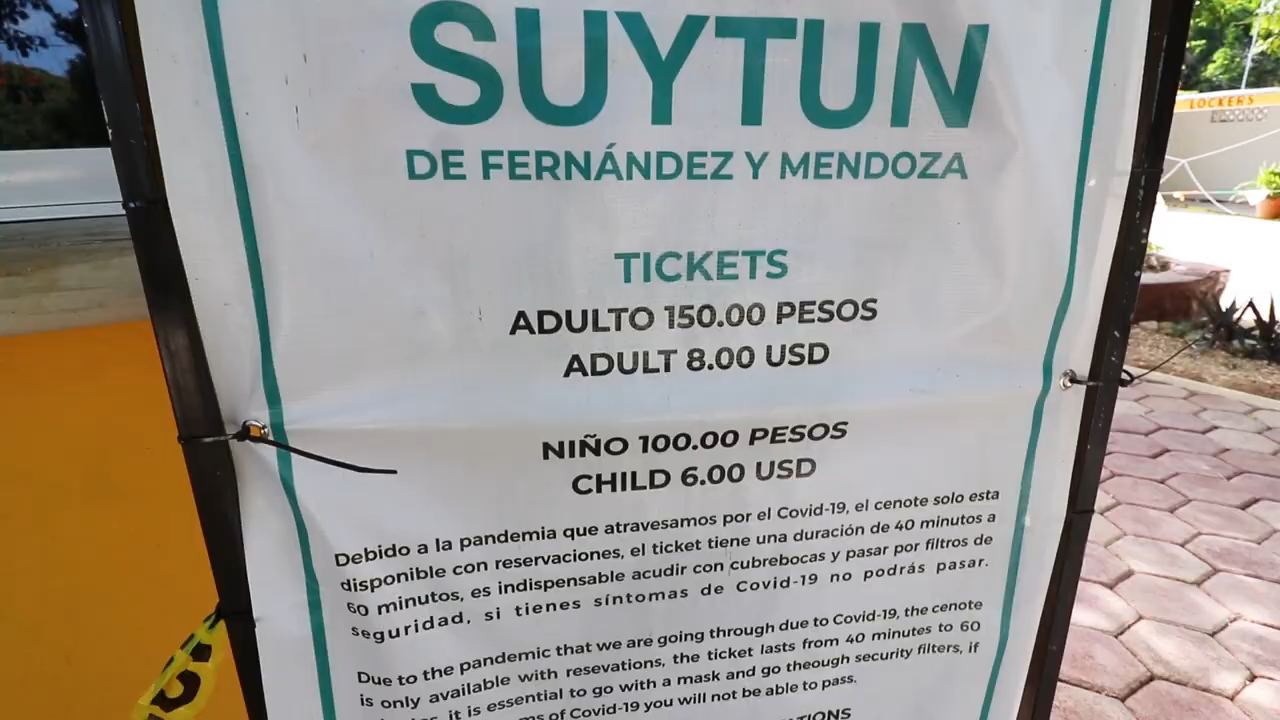 SUYTUN
DE FERNÁNDEZ Y MENDOZA
TICKETS
ADULTO 150.00 PESOS
ADULT 8.00 USD
NIÑO 100.00 PESOS
CHILD 6.00 USD
Debido a la pandemia que atravesamos por el Covid-19, el cenote solo esta
disponible con reservaciones, el ticket tiene una duración de 40 minutos a
60 minutos, es indispensable acudir con cubrebocas y pasar por filtros de
seguridad, si tienes síntomas de Covid-19 no podrás pasar.
Due to the pandemic that we are going through due to Covid-19, the cenote
is only available with resevations, the ticket lasts from 40 minutes to 60
it is essential to go with a mask and go theough security filters, if
of Covid-19 you will not be able to pass.
LOCKERS